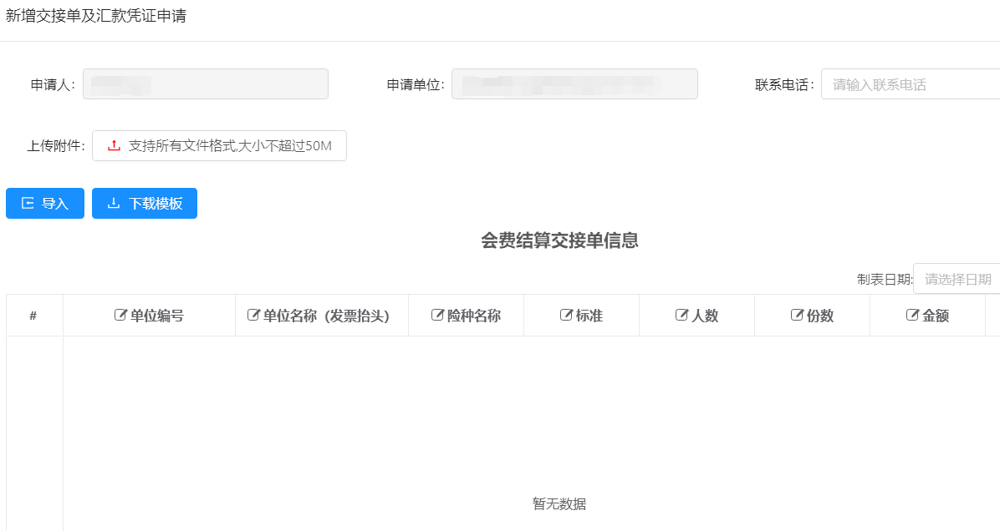 新增交接单及汇款凭证申请
申请人: 申请单位: 联系电话: 请输入联系电话
上传附件: 支持所有文件格式,大小不超过50M
导入 下载模板
会费结算交接单信息
制表日期: 请选择日期
# 单位编号 单位名称（发票抬头） 险种名称 标准 人数 份数 金额
暂无数据